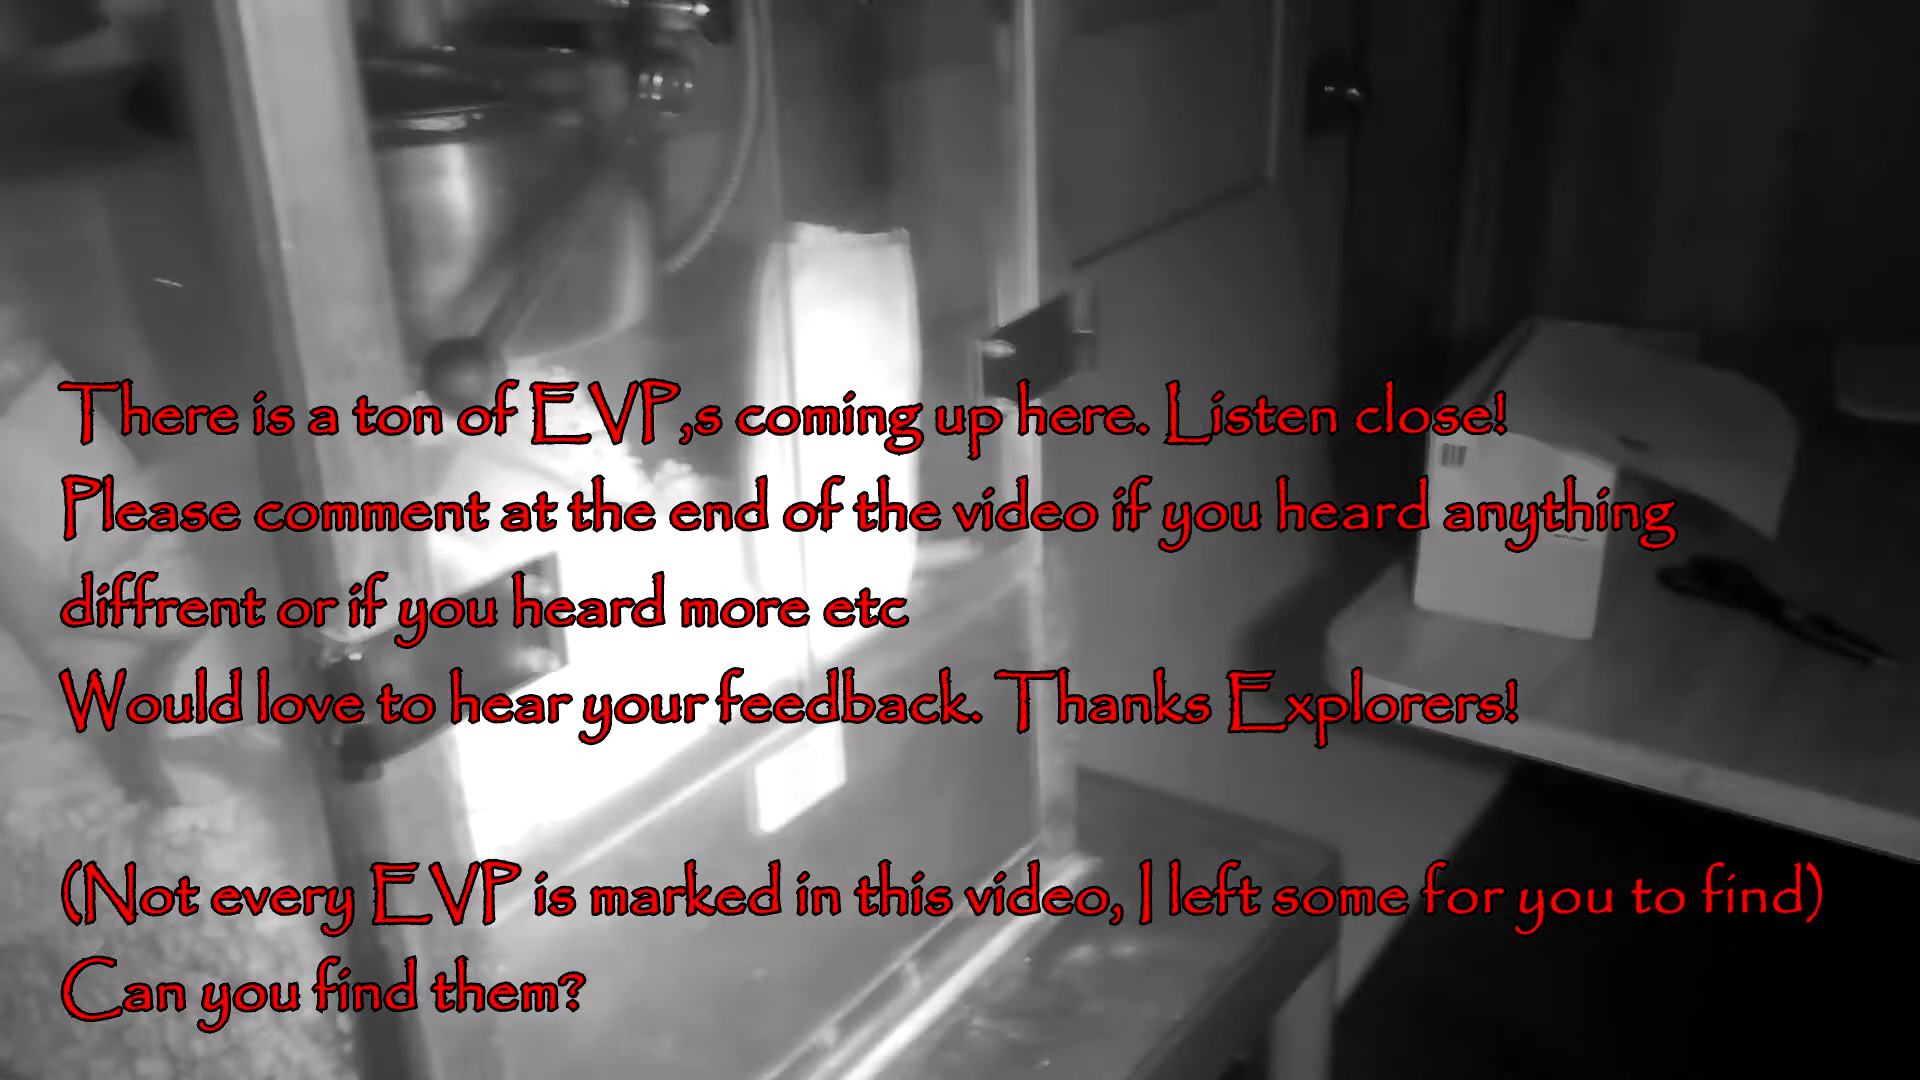 There is a ton of EVP,s coming up here. Listen close!
Please comment at the end of the video if you heard anything
diffrent or if you heard more etc
Would love to hear your feedback. Thanks Explorers!
(Not every EVP is marked in this video, I left some for you to find)
Can you find them?